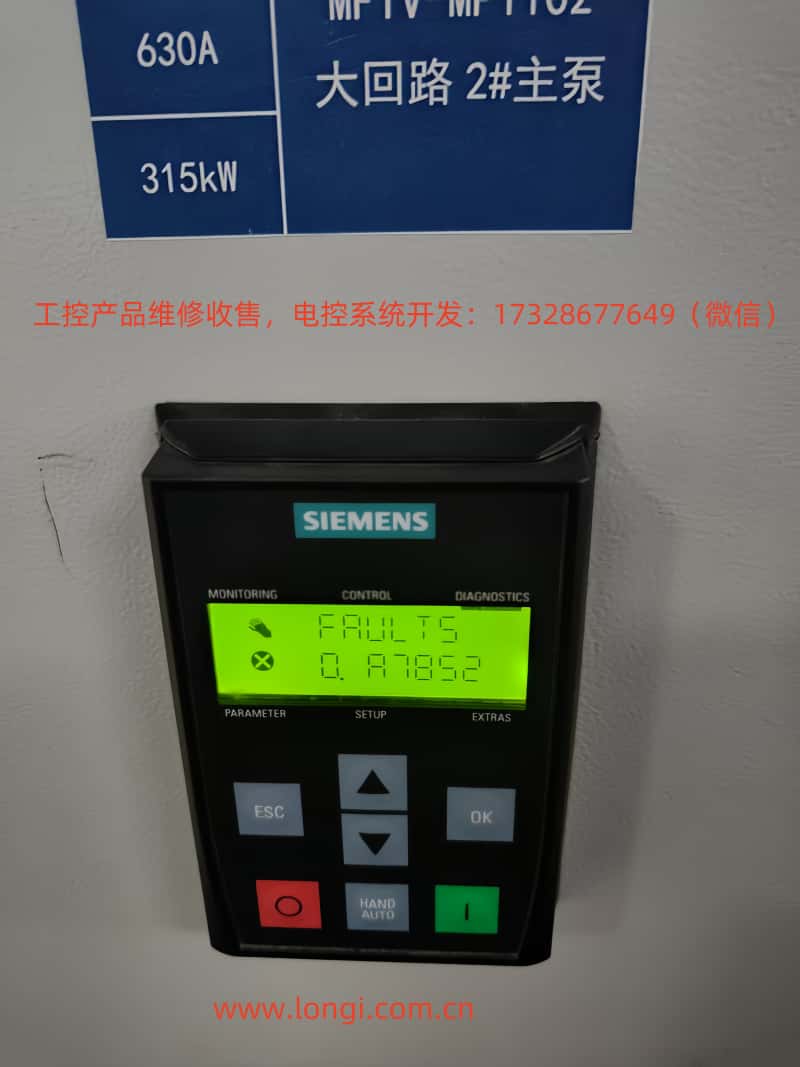 630A
大回路 2#主泵
315kW
工控产品维修收售，电控系统开发：17328677649（微信）
SIEMENS
MONITORING CONTROL DIAGNOSTICS
FAULTS
0. A7852
PARAMETER SETUP EXTRAS
ESC
OK
HAND
AUTO
www.longi.com.cn